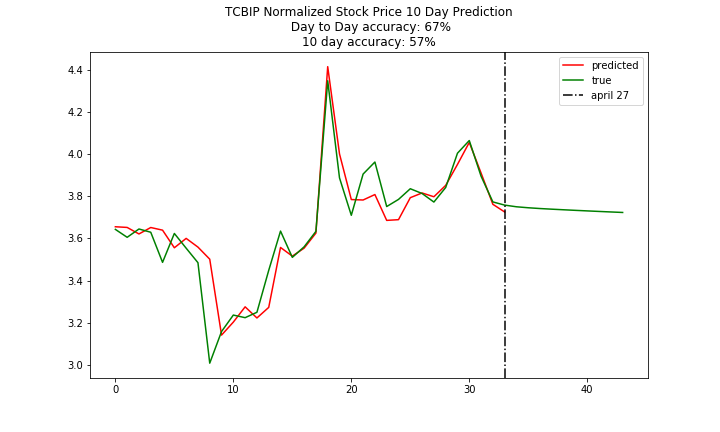 TCBIP Normalized Stock Price 10 Day Prediction
Day to Day accuracy: 67%
10 day accuracy: 57%
predicted
true
april 27
4.4
4.2
4.0
3.8
3.6
3.4
3.2
3.0
0 10 20 30 40